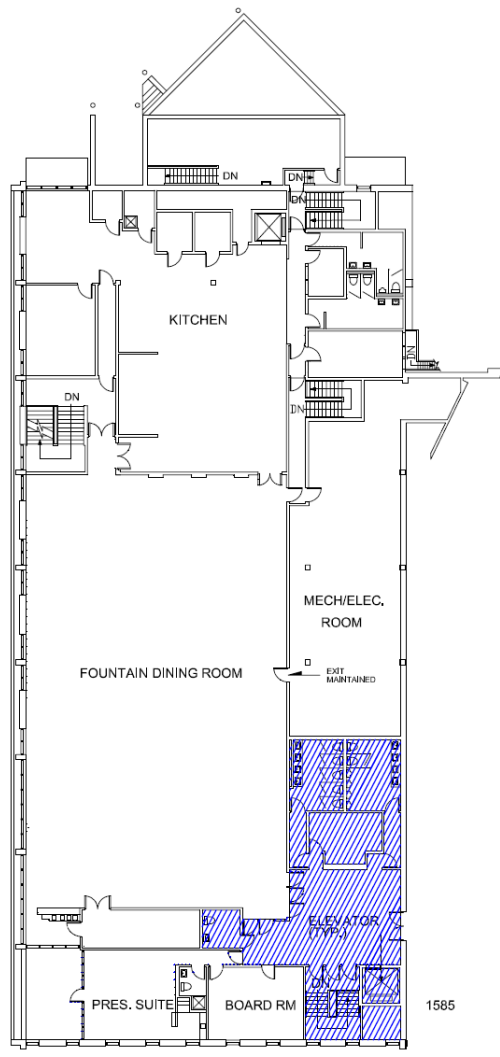 DN
DN
DN
KITCHEN
DN
DN
DN
MECH/ELEC.
ROOM
FOUNTAIN DINING ROOM
EXIT
MAINTAINED
ELEVATOR
(TYP.)
DN
PRES. SUITE
BOARD RM
1585